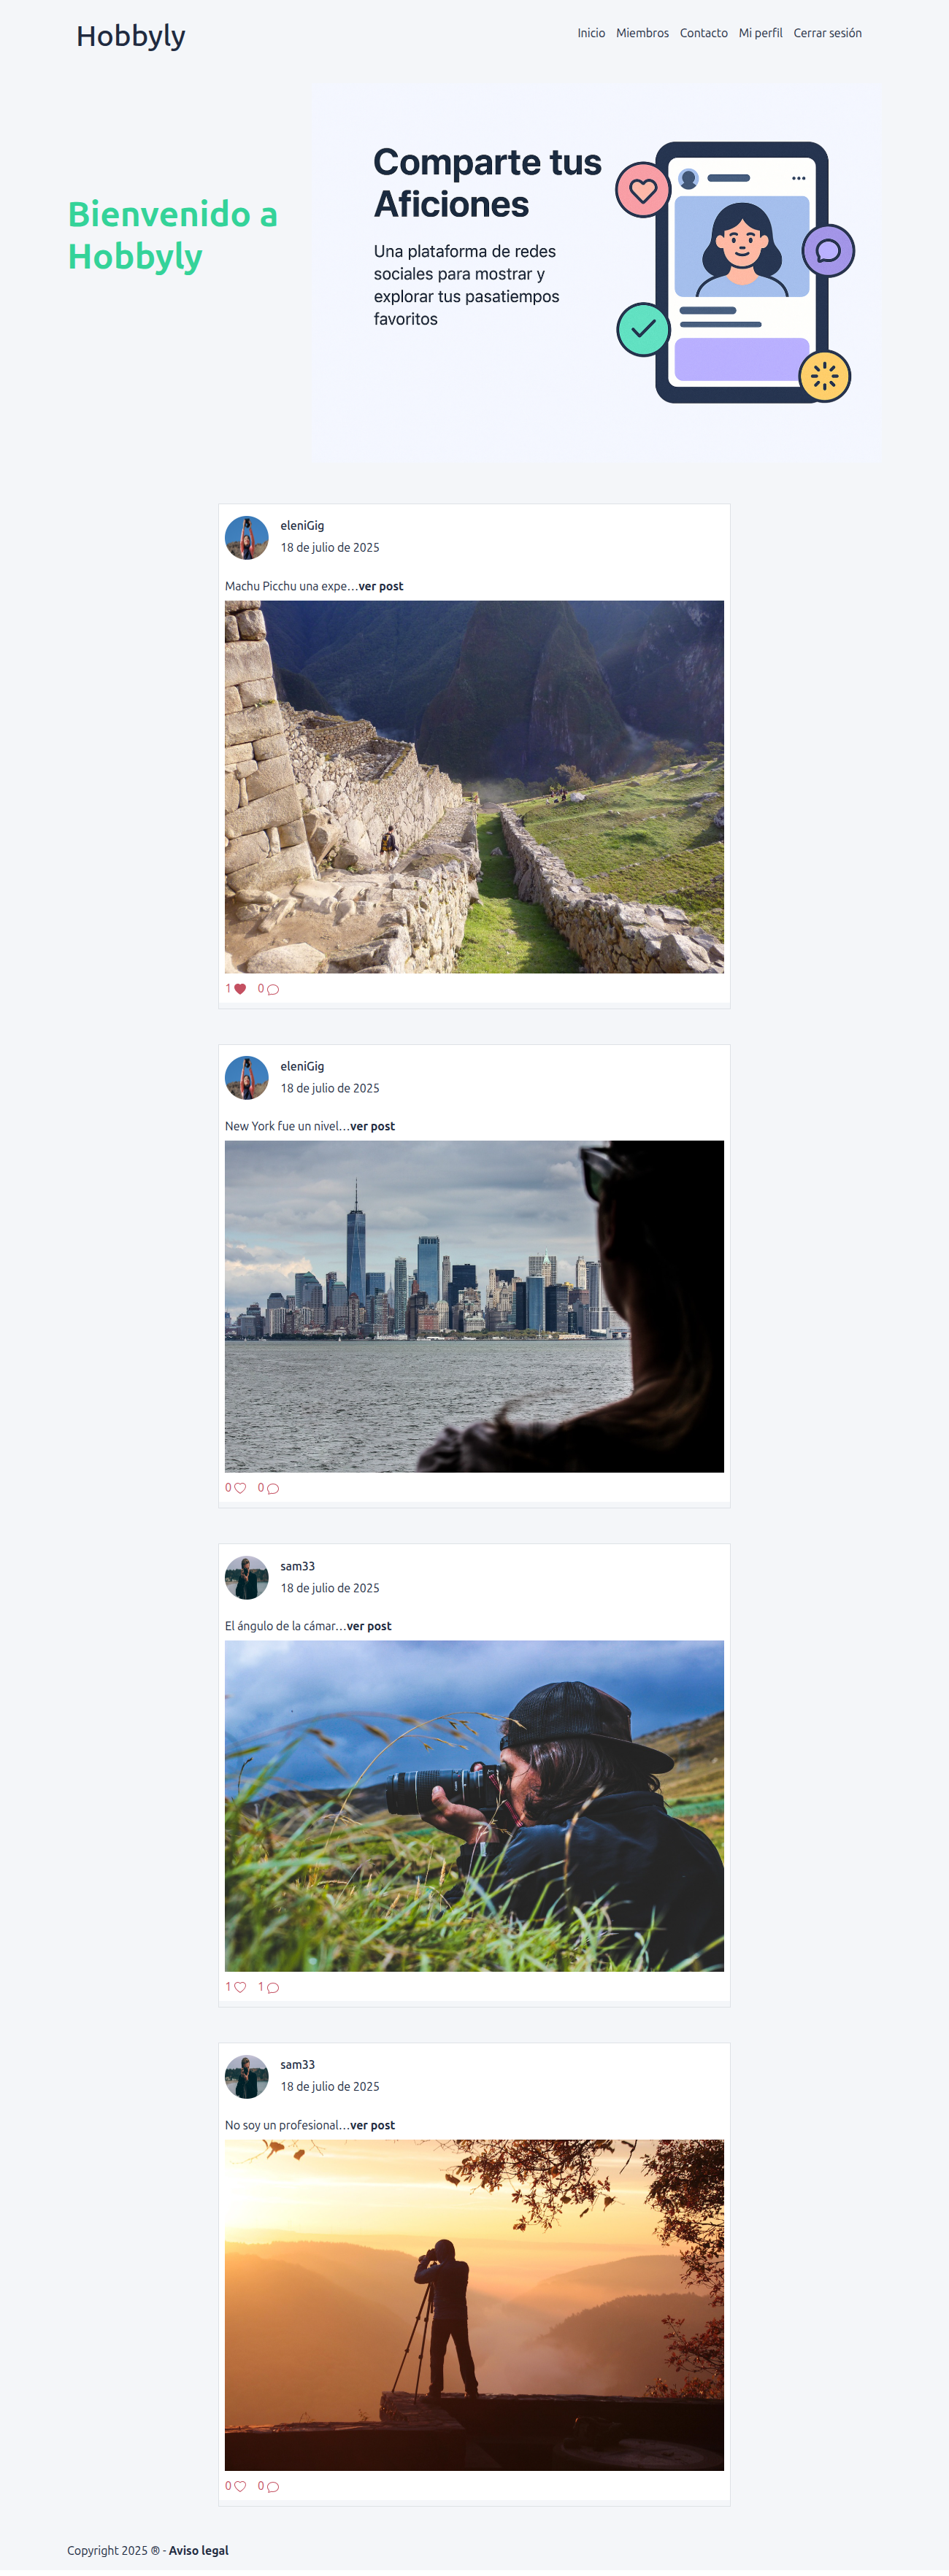 Hobbyly
Inicio Miembros Contacto Mi perfil Cerrar sesión
Bienvenido a
Hobbyly
Comparte tus
Aficiones
Una plataforma de redes
sociales para mostrar y
explorar tus pasatiempos
favoritos
eleniGig
18 de julio de 2025
Machu Picchu una expe...ver post
1 0
eleniGig
18 de julio de 2025
New York fue un nivel...ver post
0 0
sam33
18 de julio de 2025
El ángulo de la cámar...ver post
1 1
sam33
18 de julio de 2025
No soy un profesional...ver post
0 0
Copyright 2025 ® - Aviso legal